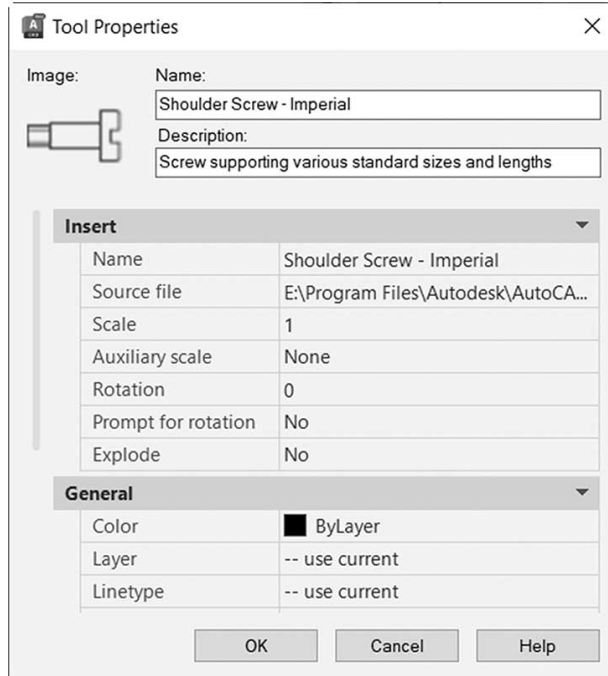 A
CAD
Tool Properties
Image:
Name:
Shoulder Screw - Imperial
Description:
Screw supporting various standard sizes and lengths
Insert
Name Shoulder Screw - Imperial
Source file E:\Program Files\Autodesk\AutoCA...
Scale 1
Auxiliary scale None
Rotation 0
Prompt for rotation No
Explode No
General
Color ByLayer
Layer -- use current
Linetype -- use current
OK Cancel Help